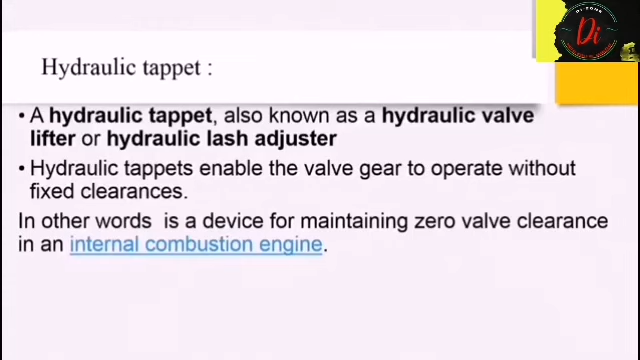 Di
Hydraulic tappet :
• A hydraulic tappet, also known as a hydraulic valve
lifter or hydraulic lash adjuster
• Hydraulic tappets enable the valve gear to operate without
fixed clearances.
In other words is a device for maintaining zero valve clearance
in an internal combustion engine.